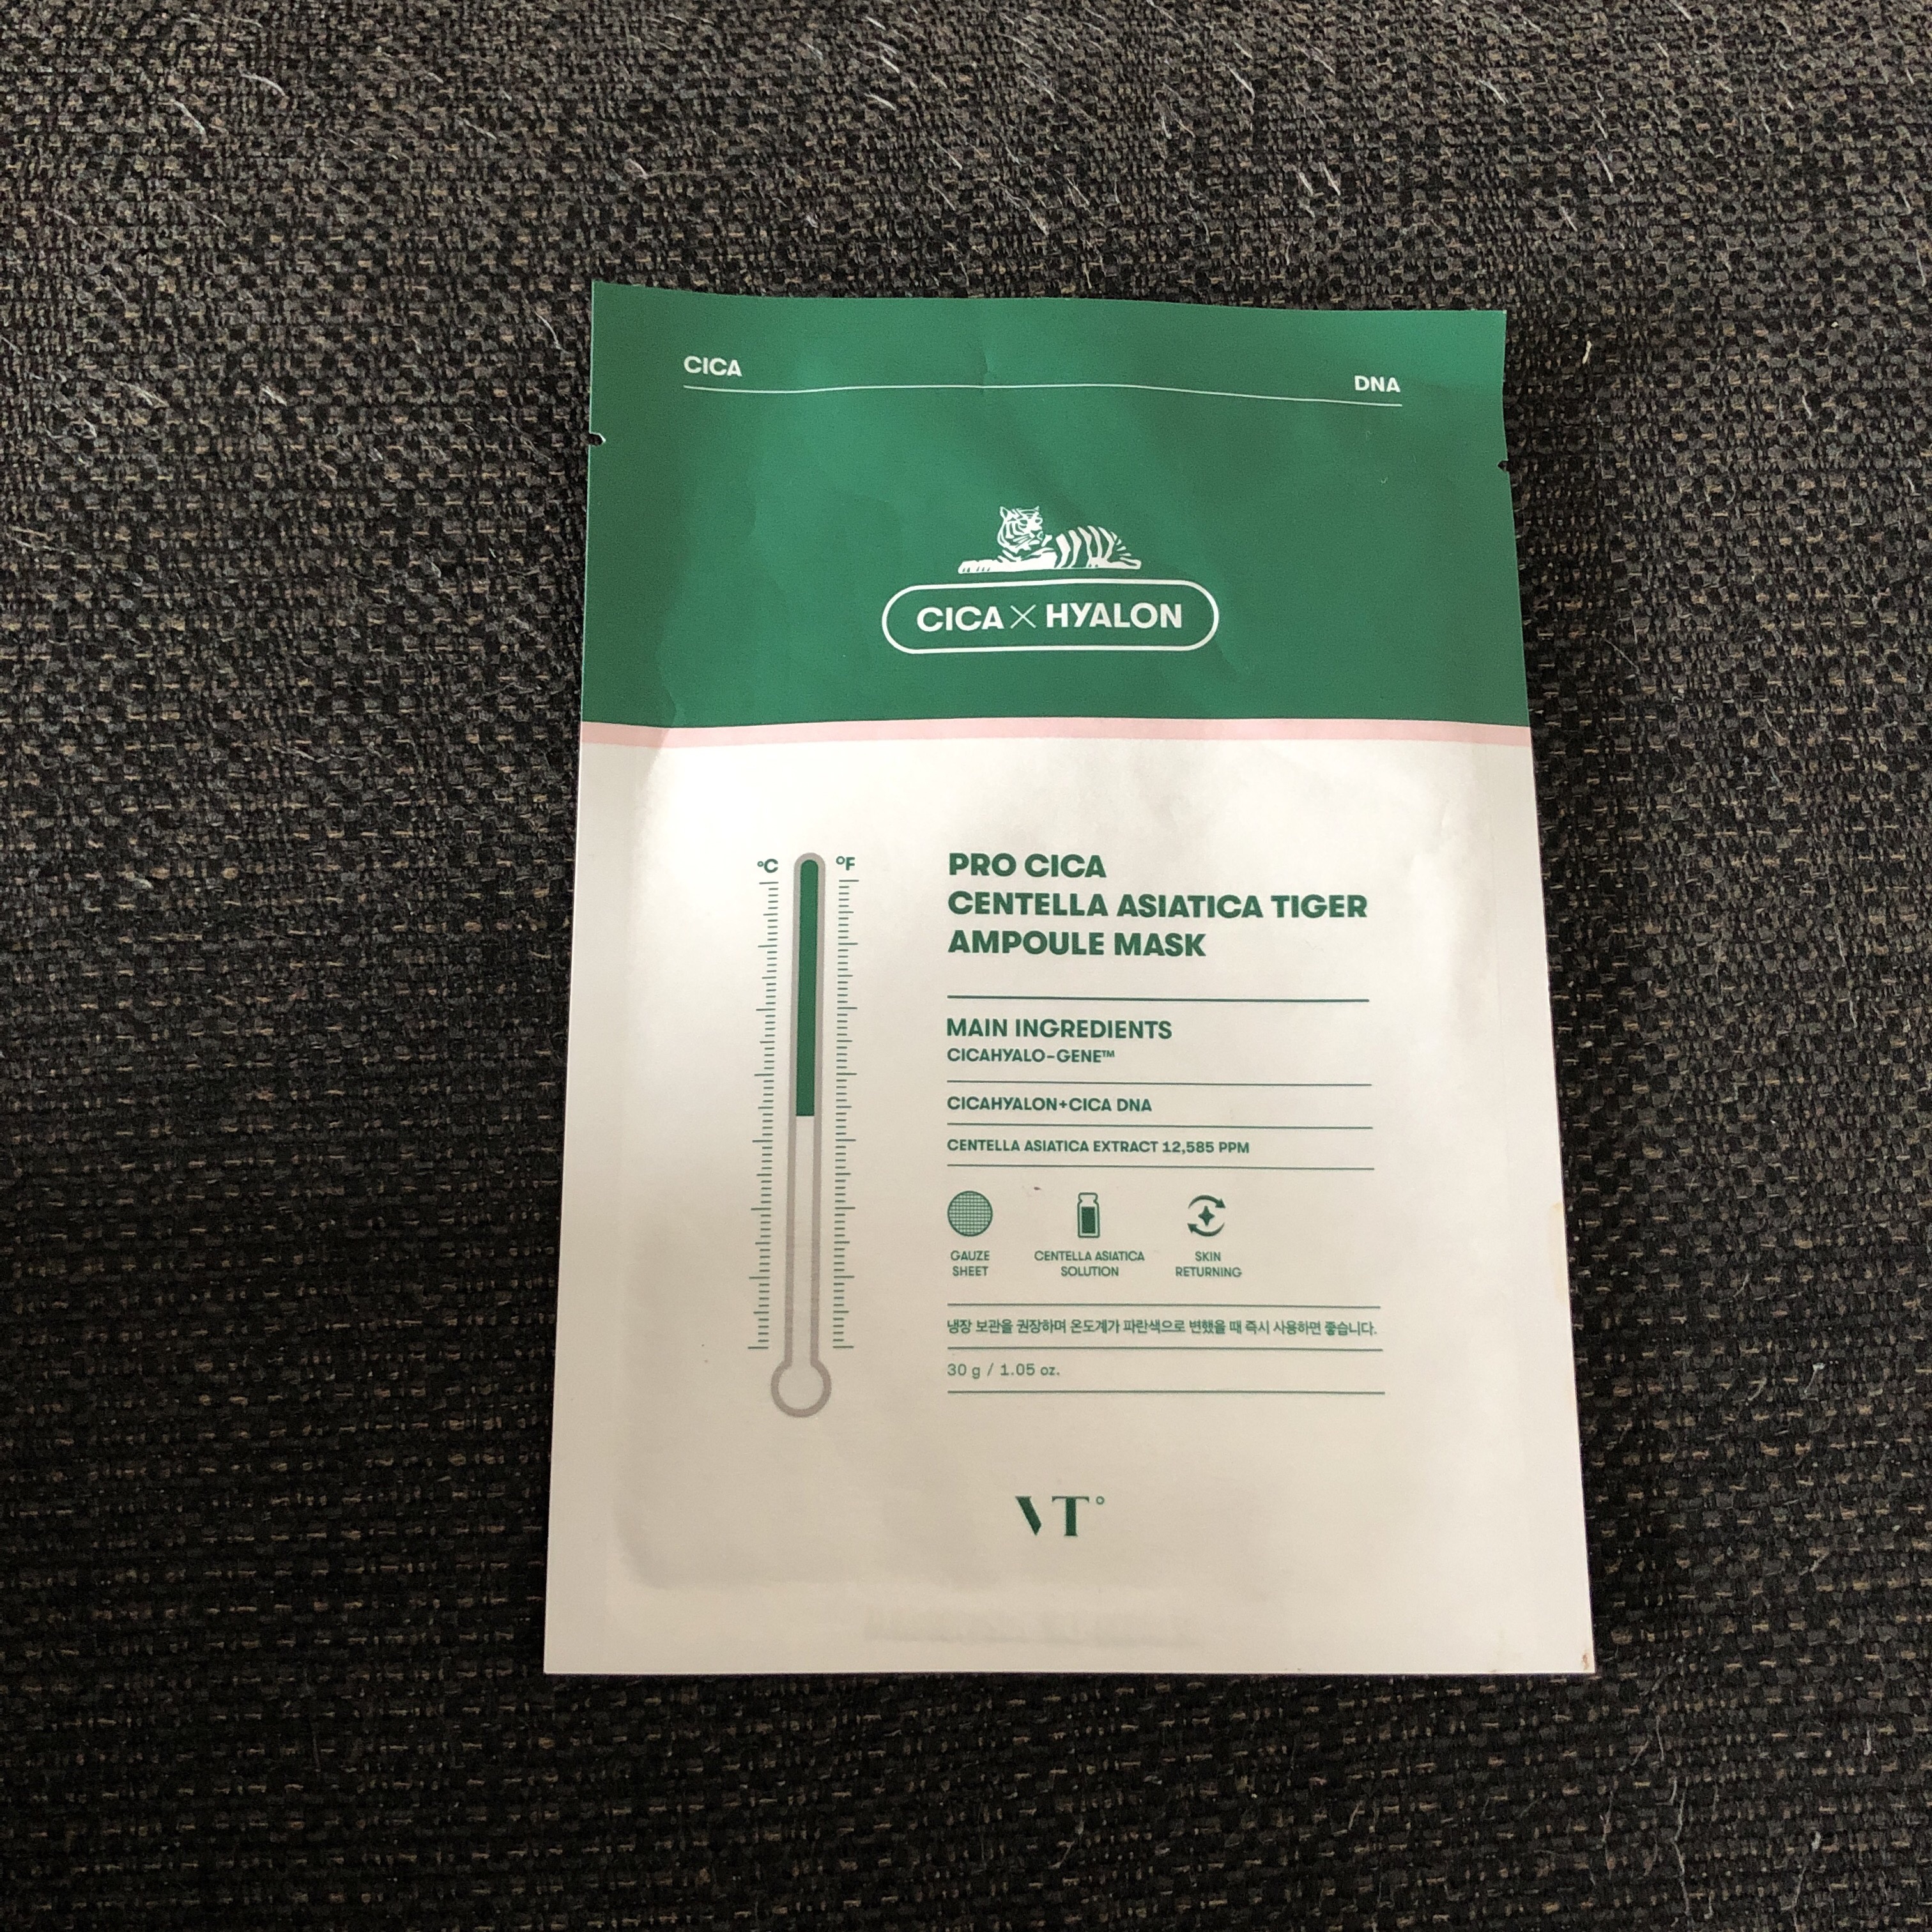 CICA
DNA
CICA×HYALON
°C
°F
PRO CICA
CENTELLA ASIATICA TIGER
AMPOULE MASK
MAIN INGREDIENTS
CICAHYALO-GENE™
CICAHYALON+CICA DNA
CENTELLA ASIATICA EXTRACT 12,585 PPM
GAUZE
SHEET
CENTELLA ASIATICA
SOLUTION
SKIN
RETURNING
냉장 보관을 권장하며 온도계가 파란색으로 변했을 때 즉시 사용하면 좋습니다.
30 g / 1.05 oz.
VT°